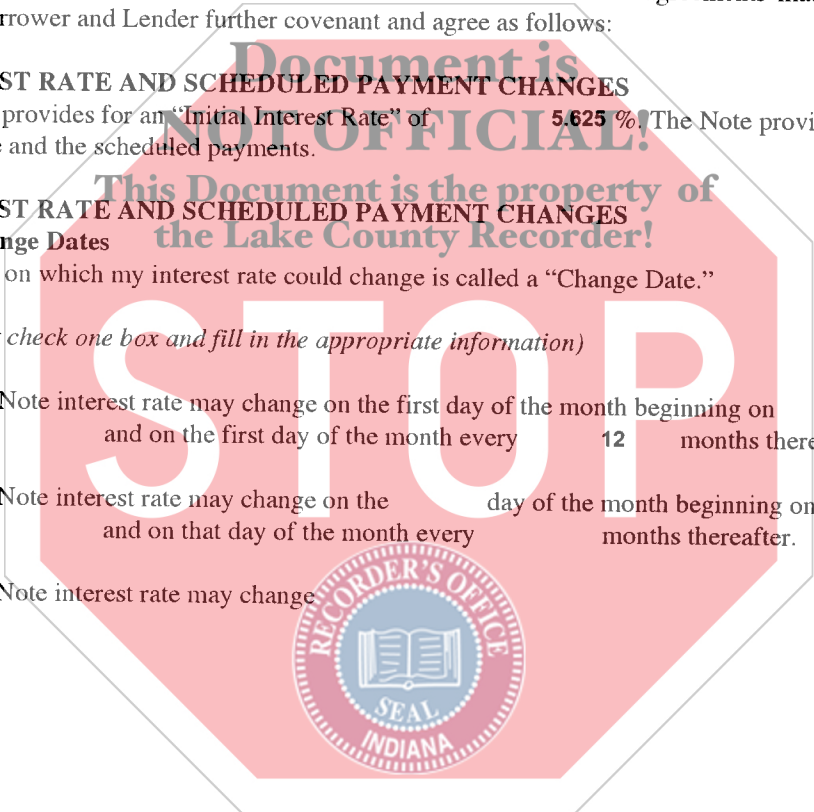 rrower and Lender further covenant and agree as follows:
Document is
ST RATE AND SCHEDULED PAYMENT CHANGES
provides for an “Initial Interest Rate” of 5.625 %. The Note provi
NOT OFFICIAL!
and the scheduled payments.
This Document is the property of
ST RATE AND SCHEDULED PAYMENT CHANGES
the Lake County Recorder!
nge Dates
on which my interest rate could change is called a “Change Date.”
check one box and fill in the appropriate information)
STOP
Note interest rate may change on the first day of the month beginning on
and on the first day of the month every 12 months there
Note interest rate may change on the day of the month beginning on
and on that day of the month every months thereafter.
Note interest rate may change
RECORDER'S OFFICE
SEAL
INDIANA